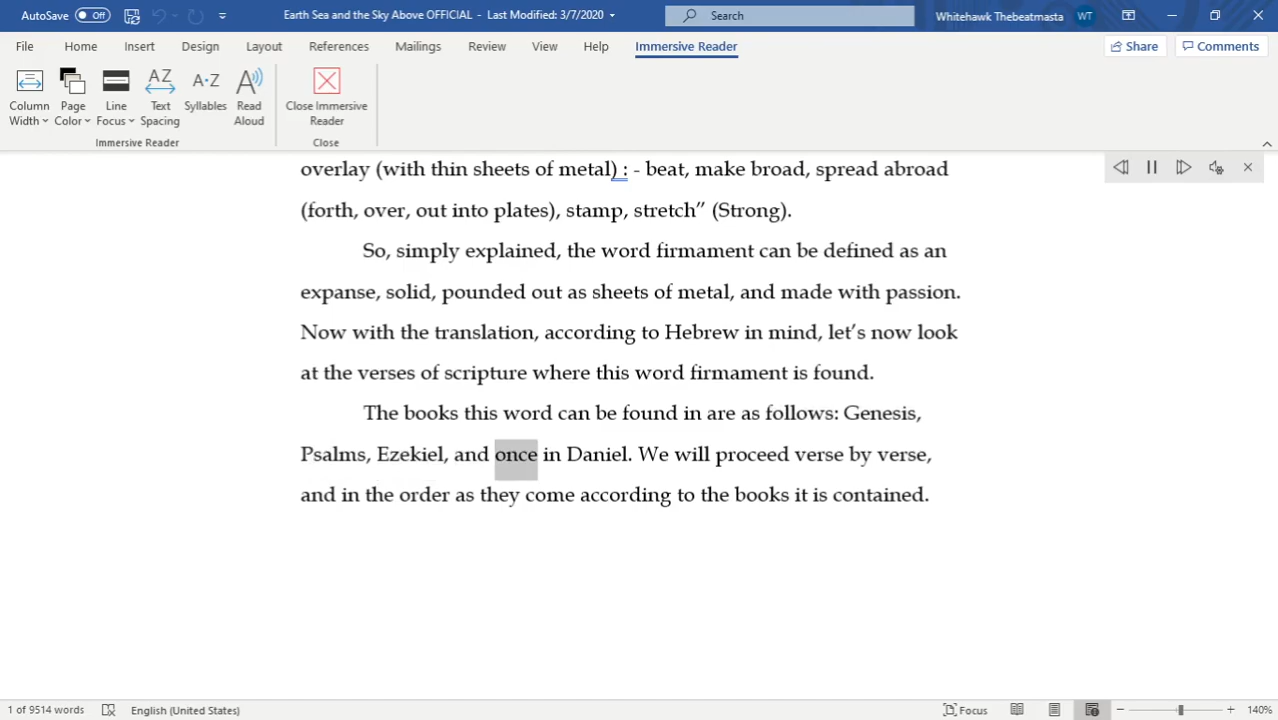 AutoSave Off
Earth Sea and the Sky Above OFFICIAL - Last Modified: 3/7/2020
Search
Whitehawk Thebeatmasta WT
File Home Insert Design Layout References Mailings Review View Help Immersive Reader Share Comments
Column Width
Page Color
Line Focus
Text Spacing
Syllables
Read Aloud
Close Immersive Reader
Immersive Reader Close
overlay (with thin sheets of metal) : - beat, make broad, spread abroad
(forth, over, out into plates), stamp, stretch” (Strong).
So, simply explained, the word firmament can be defined as an
expanse, solid, pounded out as sheets of metal, and made with passion.
Now with the translation, according to Hebrew in mind, let’s now look
at the verses of scripture where this word firmament is found.
The books this word can be found in are as follows: Genesis,
Psalms, Ezekiel, and once in Daniel. We will proceed verse by verse,
and in the order as they come according to the books it is contained.
1 of 9514 words English (United States) Focus 140%